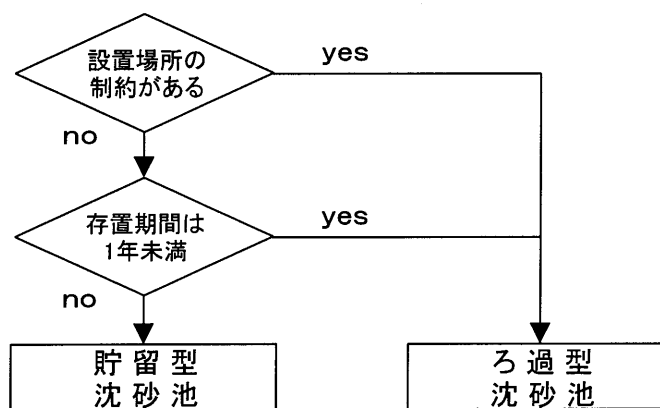 設置場所の
制約がある
yes
no
存置期間は
1年未満
yes
no
貯留型
沈砂池
ろ過型
沈砂池